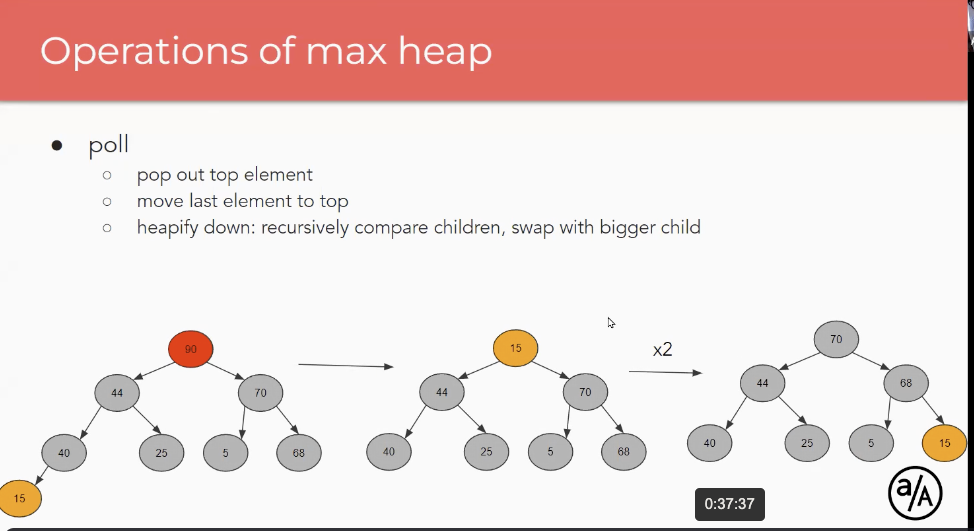 Operations of max heap
● poll
○ pop out top element
○ move last element to top
○ heapify down: recursively compare children, swap with bigger child
90
44 70
40 25 5 68
15
15
44 70
40 25 5 68
x2
70
44 68
40 25 5 15
a/A
0:37:37